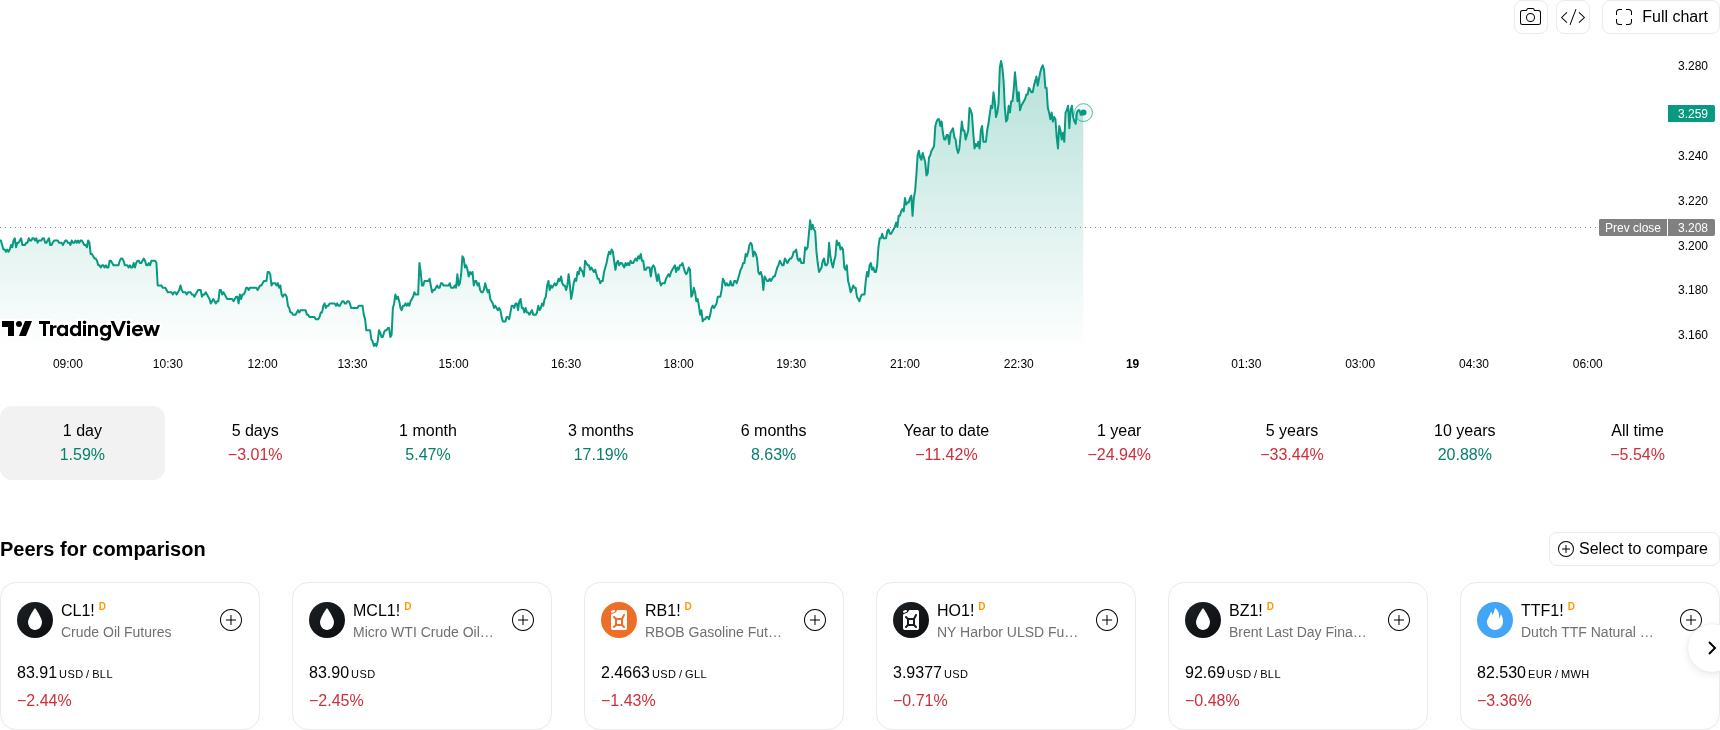 Full chart
3.280
3.259
3.240
3.220
Prev close 3.208
3.200
3.180
3.160
TradingView
09:00 10:30 12:00 13:30 15:00 16:30 18:00 19:30 21:00 22:30 19 01:30 03:00 04:30 06:00
1 day 5 days 1 month 3 months 6 months Year to date 1 year 5 years 10 years All time
1.59% −3.01% 5.47% 17.19% 8.63% −11.42% −24.94% −33.44% 20.88% −5.54%
Peers for comparison
Select to compare
CL1! D
Crude Oil Futures
83.91 USD / BLL
−2.44%
MCL1! D
Micro WTI Crude Oil…
83.90 USD
−2.45%
RB1! D
RBOB Gasoline Fut…
2.4663 USD / GLL
−1.43%
HO1! D
NY Harbor ULSD Fu…
3.9377 USD
−0.71%
BZ1! D
Brent Last Day Fina…
92.69 USD / BLL
−0.48%
TTF1! D
Dutch TTF Natural …
82.530 EUR / MWH
−3.36%